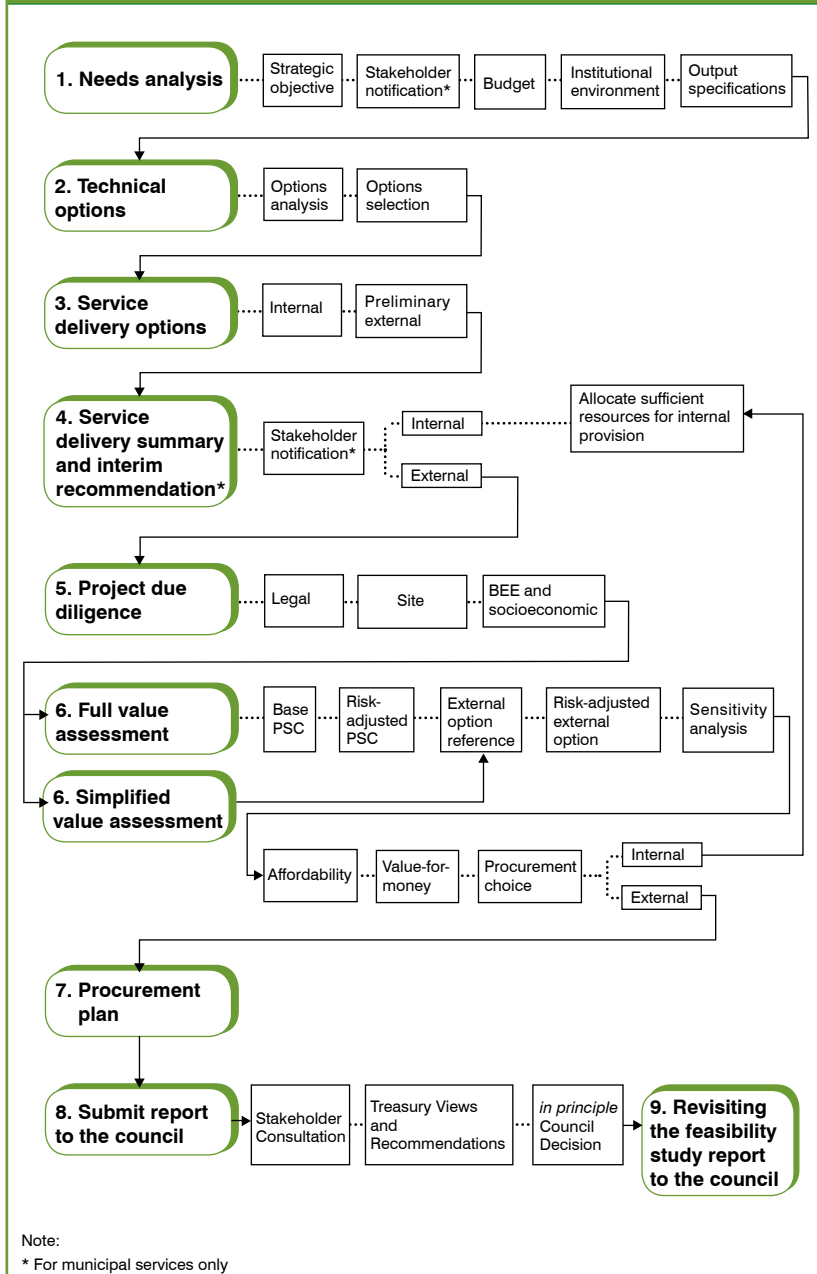 1. Needs analysis
Strategic
objective
Stakeholder
notification*
Budget
Institutional
environment
Output
specifications
2. Technical
options
Options
analysis
Options
selection
3. Service
delivery options
Internal
Preliminary
external
4. Service
delivery summary
and interim
recommendation*
Stakeholder
notification*
Internal
External
Allocate sufficient
resources for internal
provision
5. Project due
diligence
Legal
Site
BEE and
socioeconomic
6. Full value
assessment
Base
PSC
Risk-
adjusted
PSC
External
option
reference
Risk-adjusted
external
option
Sensitivity
analysis
6. Simplified
value assessment
Affordability
Value-for-
money
Procurement
choice
Internal
External
7. Procurement
plan
8. Submit report
to the council
Stakeholder
Consultation
Treasury Views
and
Recommendations
in principle
Council
Decision
9. Revisiting
the feasibility
study report
to the council
Note:
* For municipal services only